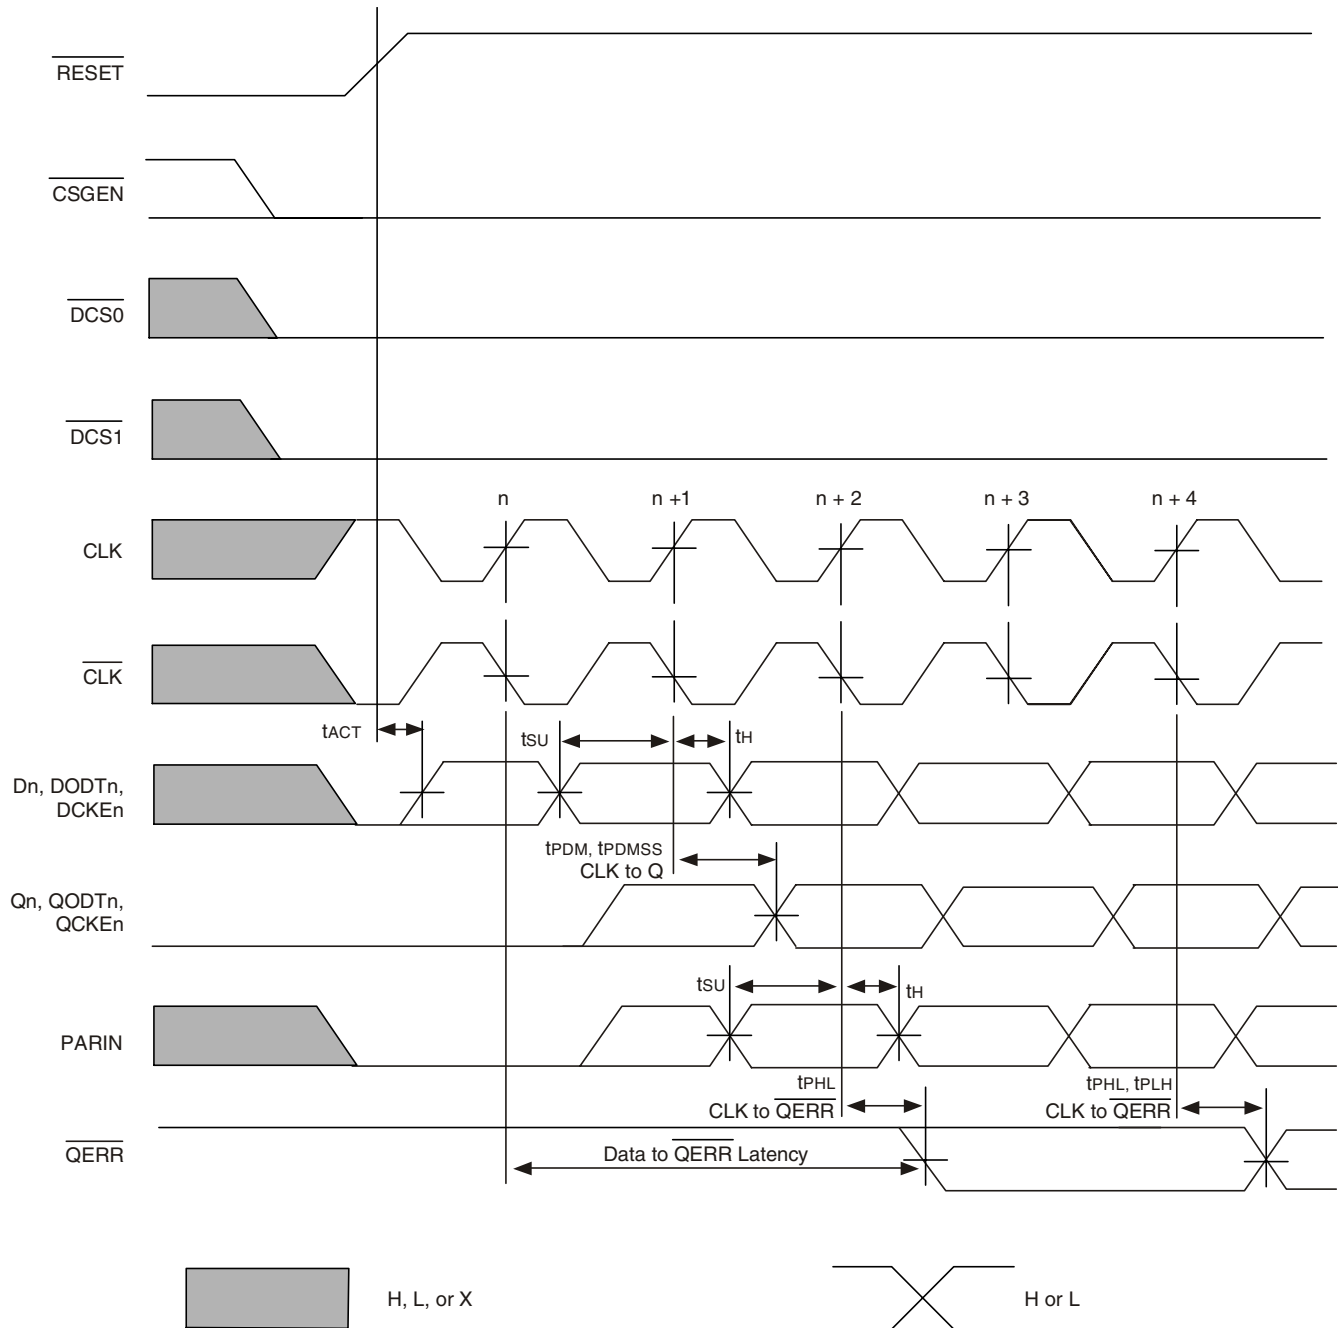 RESET
CSGEN
DCS0
DCS1
n n +1 n + 2 n + 3 n + 4
CLK
CLK
tACT tSU tH
Dn, DODTn,
DCKEn
tPDM, tPDMSS
CLK to Q
Qn, QODTn,
QCKEn
tSU tH
PARIN
tPHL
CLK to QERR
tPHL, tPLH
CLK to QERR
QERR
Data to QERR Latency
H, L, or X
H or L